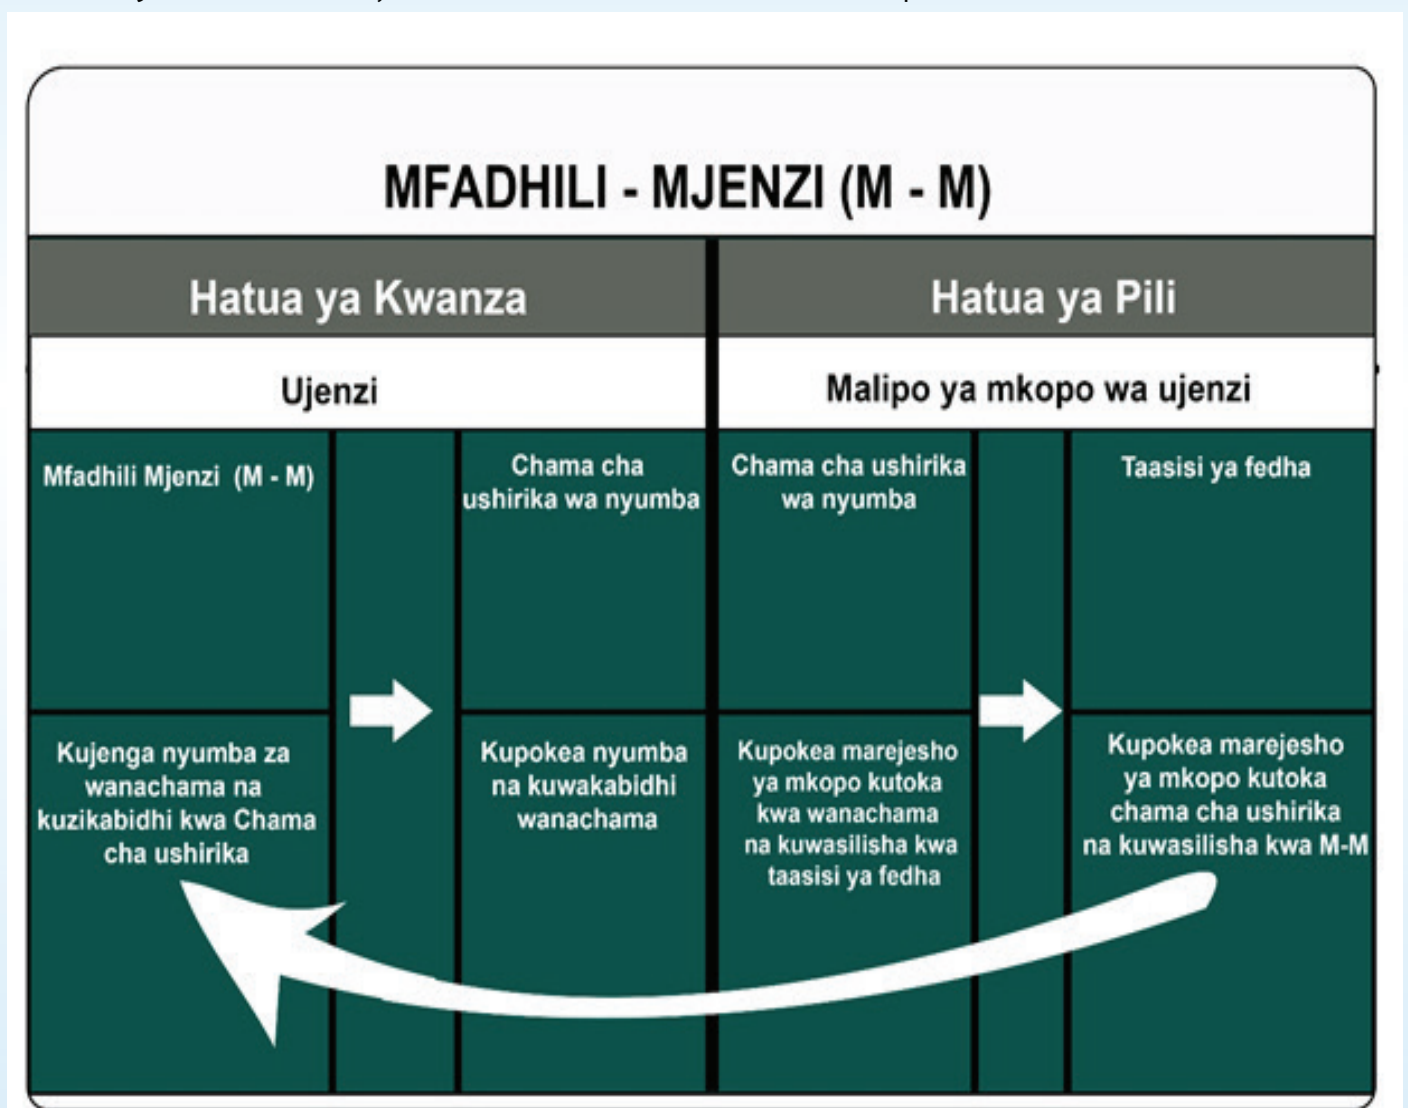 MFADHILI - MJENZI (M - M)
Hatua ya Kwanza
Hatua ya Pili
Ujenzi
Malipo ya mkopo wa ujenzi
Mfadhili Mjenzi (M - M)
Chama cha
ushirika wa nyumba
Chama cha ushirika
wa nyumba
Taasisi ya fedha
Kujenga nyumba za
wanachama na
kuzikabidhi kwa Chama
cha ushirika
Kupokea nyumba
na kuwakabidhi
wanachama
Kupokea marejesho
ya mkopo kutoka
kwa wanachama
na kuwasilisha kwa
taasisi ya fedha
Kupokea marejesho
ya mkopo kutoka
chama cha ushirika
na kuwasilisha kwa M-M